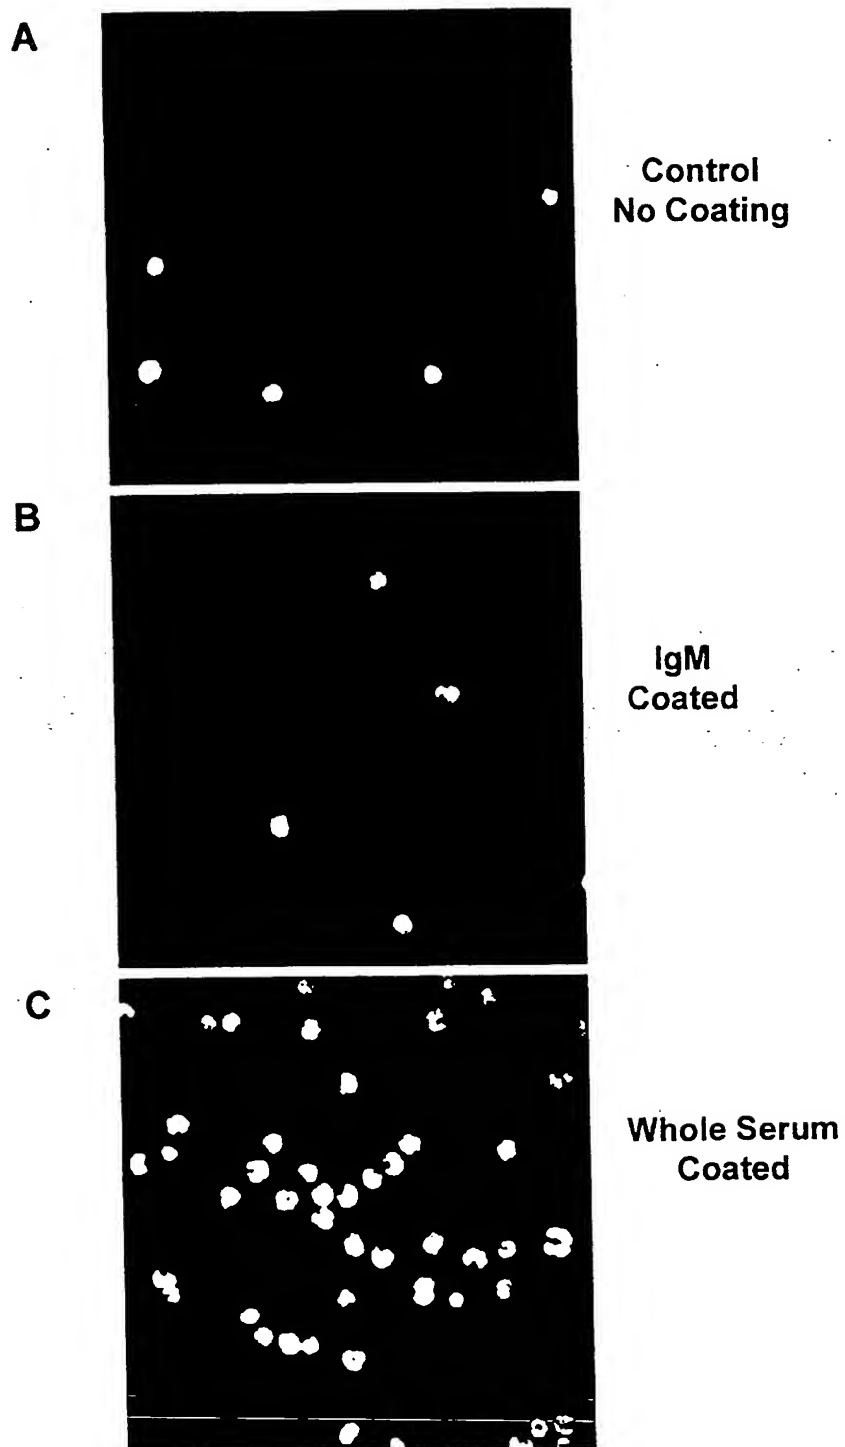 A
Control
No Coating
B
IgM
Coated
C
Whole Serum
Coated